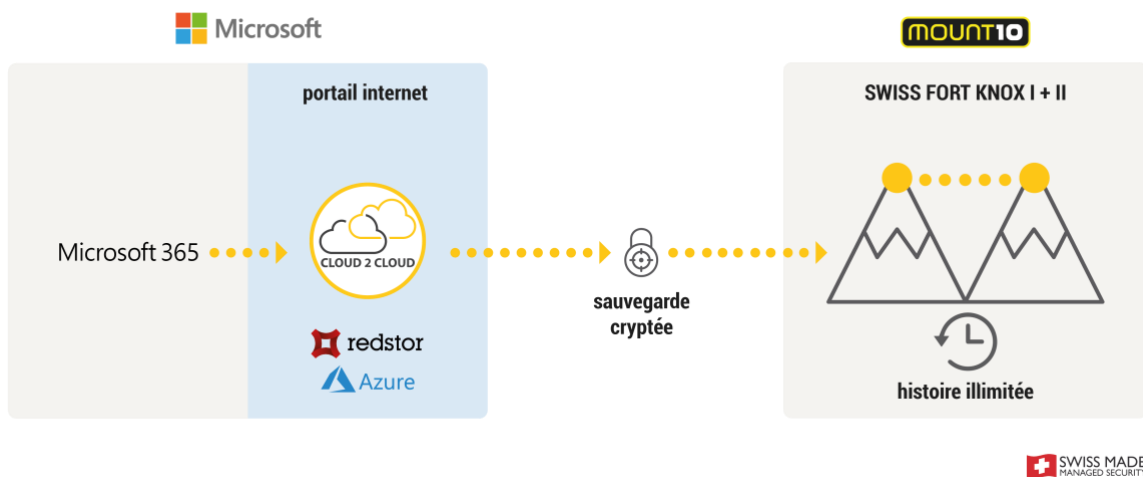 Microsoft
MOUNT10
portail internet
SWISS FORT KNOX I + II
Microsoft 365
CLOUD 2 CLOUD
sauvegarde
cryptée
redstor
Azure
histoire illimitée
SWISS MADE
MANAGED SECURITY